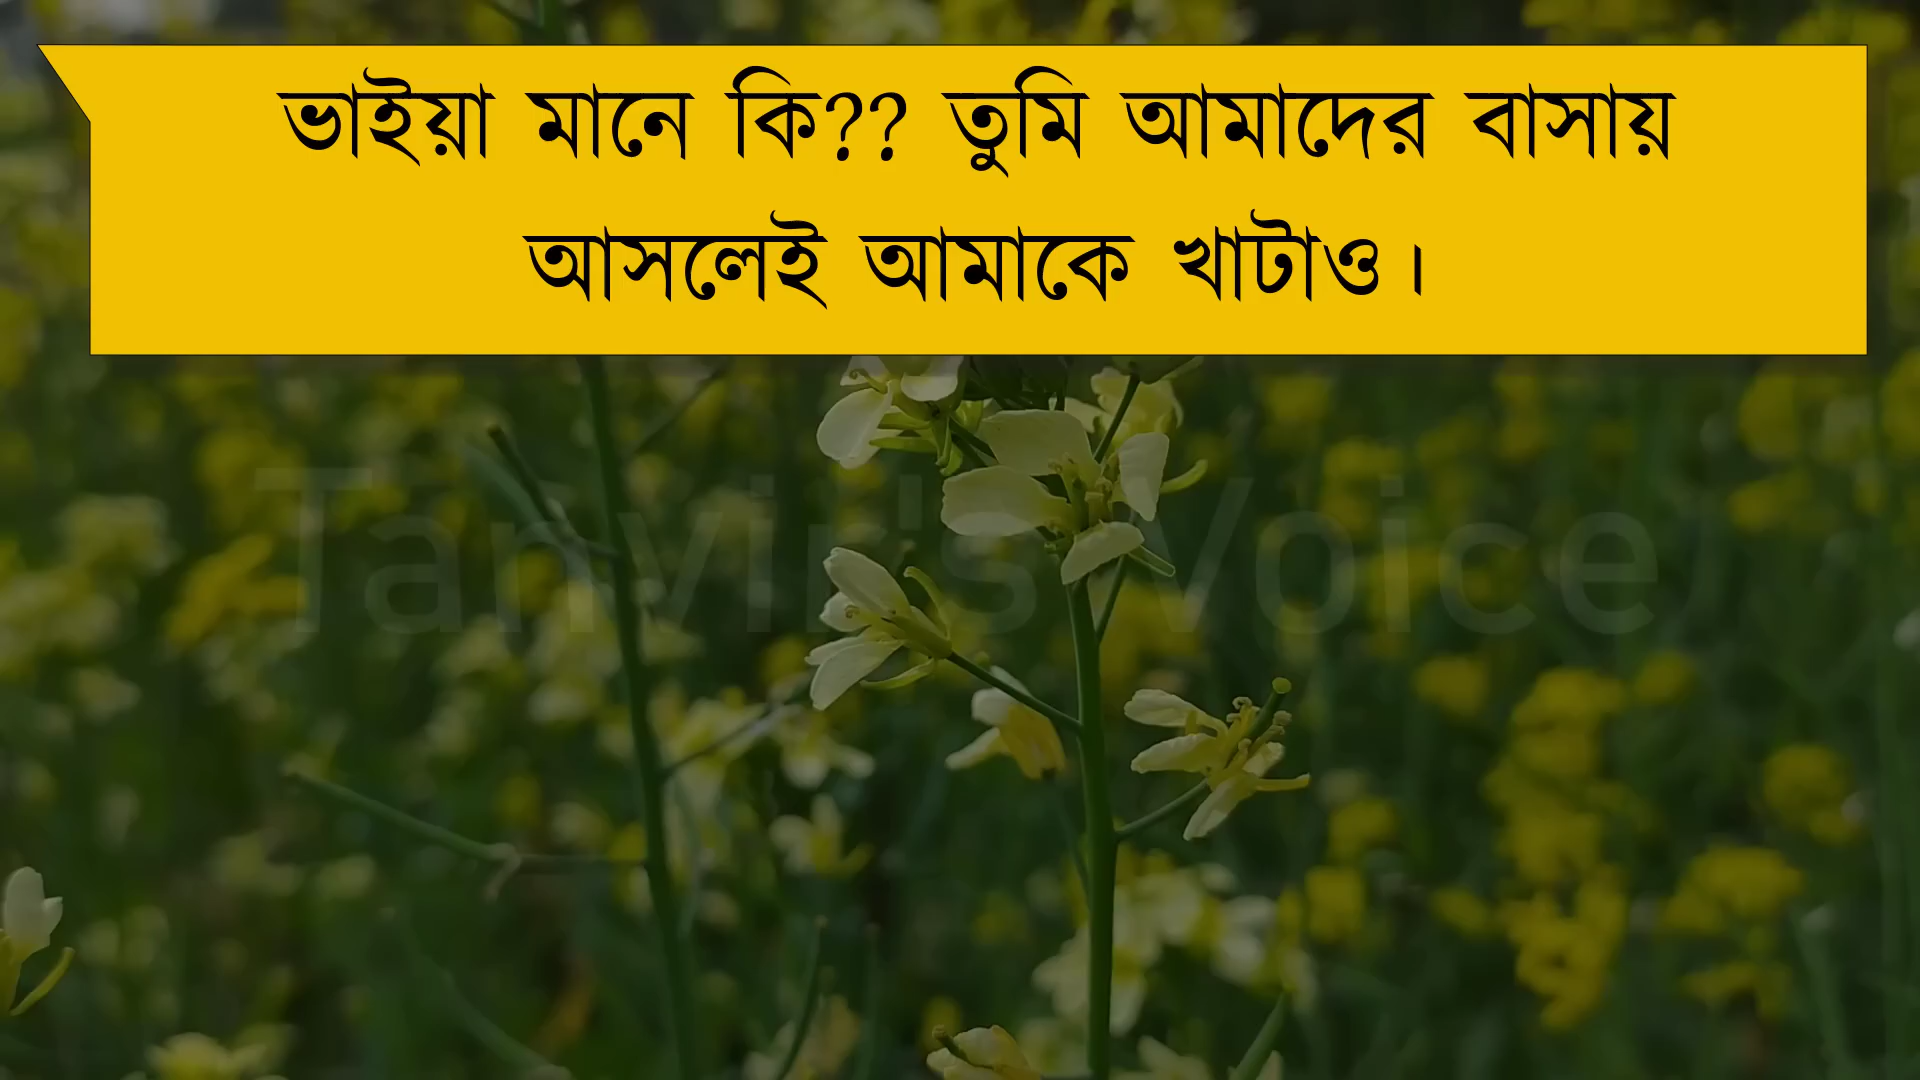 ভাইয়া মানে কি?? তুমি আমাদের বাসায়
আসলেই আমাকে খাটাও।
Tanvir's Voice